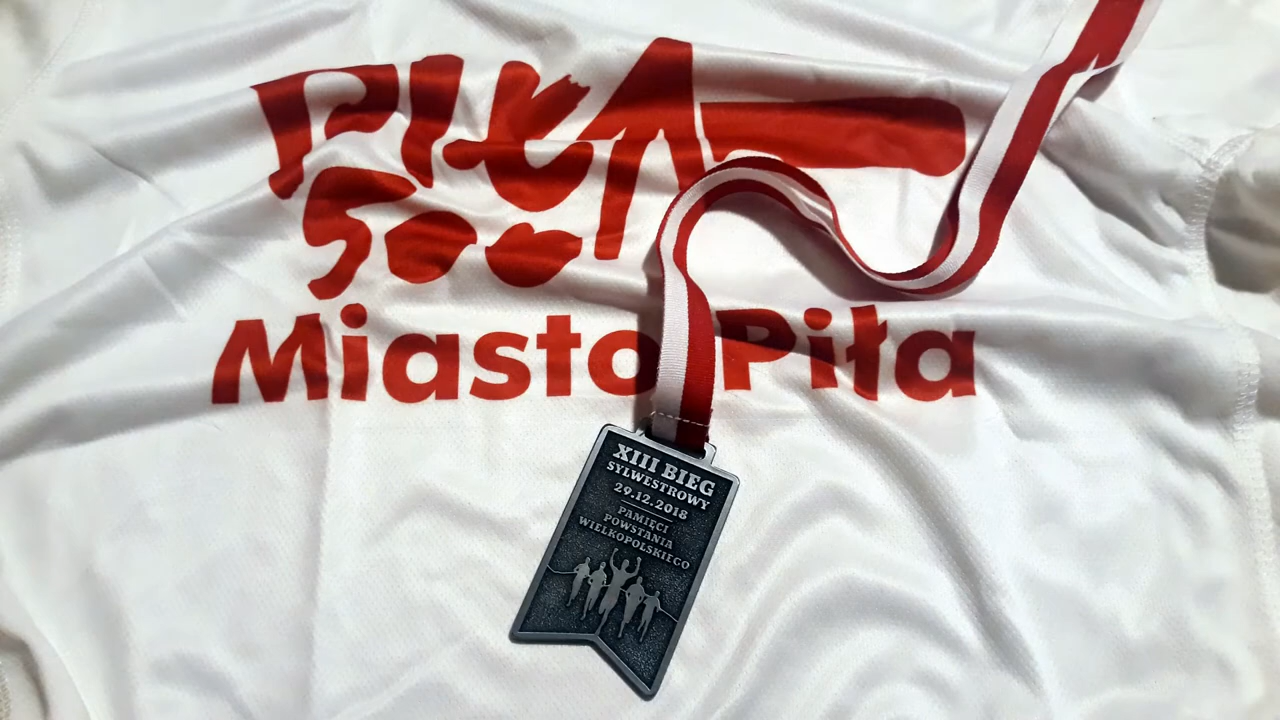 PIŁA
500
Miasto Piła
XIII BIEG
SYLWESTROWY
29.12.2018
PAMIĘCI
POWSTANIA
WIELKOPOLSKIEGO